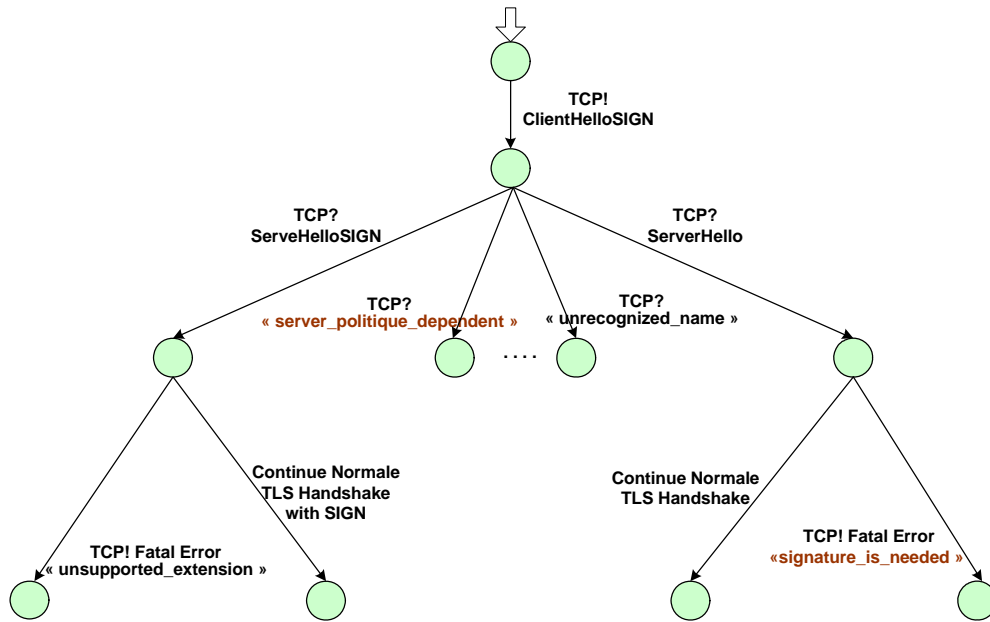 TCP!
ClientHelloSIGN
TCP?
ServeHelloSIGN
TCP?
ServerHello
TCP?
« server_politique_dependent »
TCP?
« unrecognized_name »
....
Continue Normale
TLS Handshake
with SIGN
Continue Normale
TLS Handshake
TCP! Fatal Error
« unsupported_extension »
TCP! Fatal Error
«signature_is_needed »